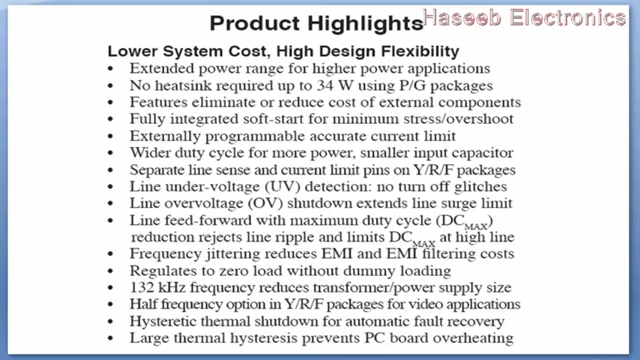 Product Highlights
Haseeb Electronics
Lower System Cost, High Design Flexibility
• Extended power range for higher power applications
• No heatsink required up to 34 W using P/G packages
• Features eliminate or reduce cost of external components
• Fully integrated soft-start for minimum stress/overshoot
• Externally programmable accurate current limit
• Wider duty cycle for more power, smaller input capacitor
• Separate line sense and current limit pins on Y/R/F packages
• Line under-voltage (UV) detection: no turn off glitches
• Line overvoltage (OV) shutdown extends line surge limit
• Line feed-forward with maximum duty cycle (DCMAX)
reduction rejects line ripple and limits DCMAX at high line
• Frequency jittering reduces EMI and EMI filtering costs
• Regulates to zero load without dummy loading
• 132 kHz frequency reduces transformer/power supply size
• Half frequency option in Y/R/F packages for video applications
• Hysteretic thermal shutdown for automatic fault recovery
• Large thermal hysteresis prevents PC board overheating